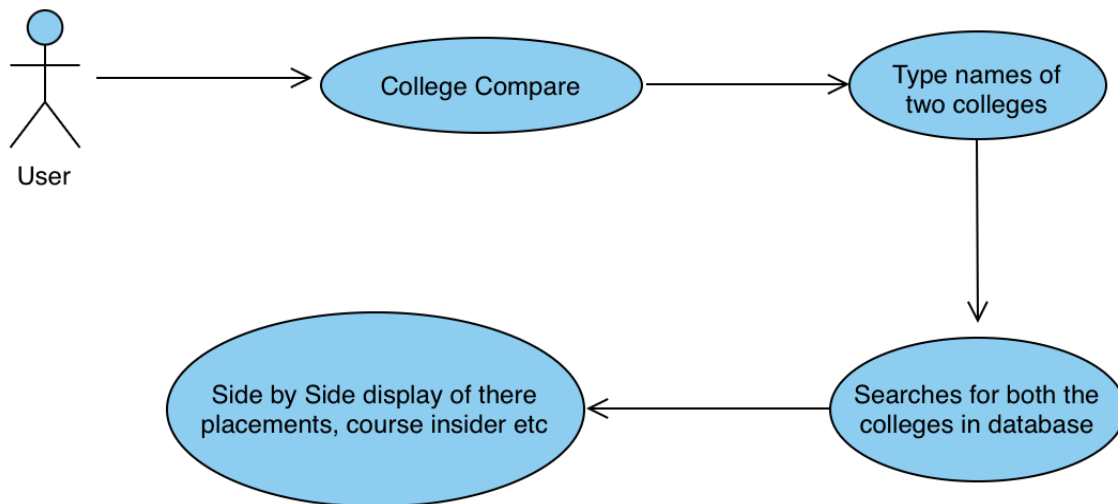 User
College Compare
Type names of
two colleges
Searches for both the
colleges in database
Side by Side display of there
placements, course insider etc